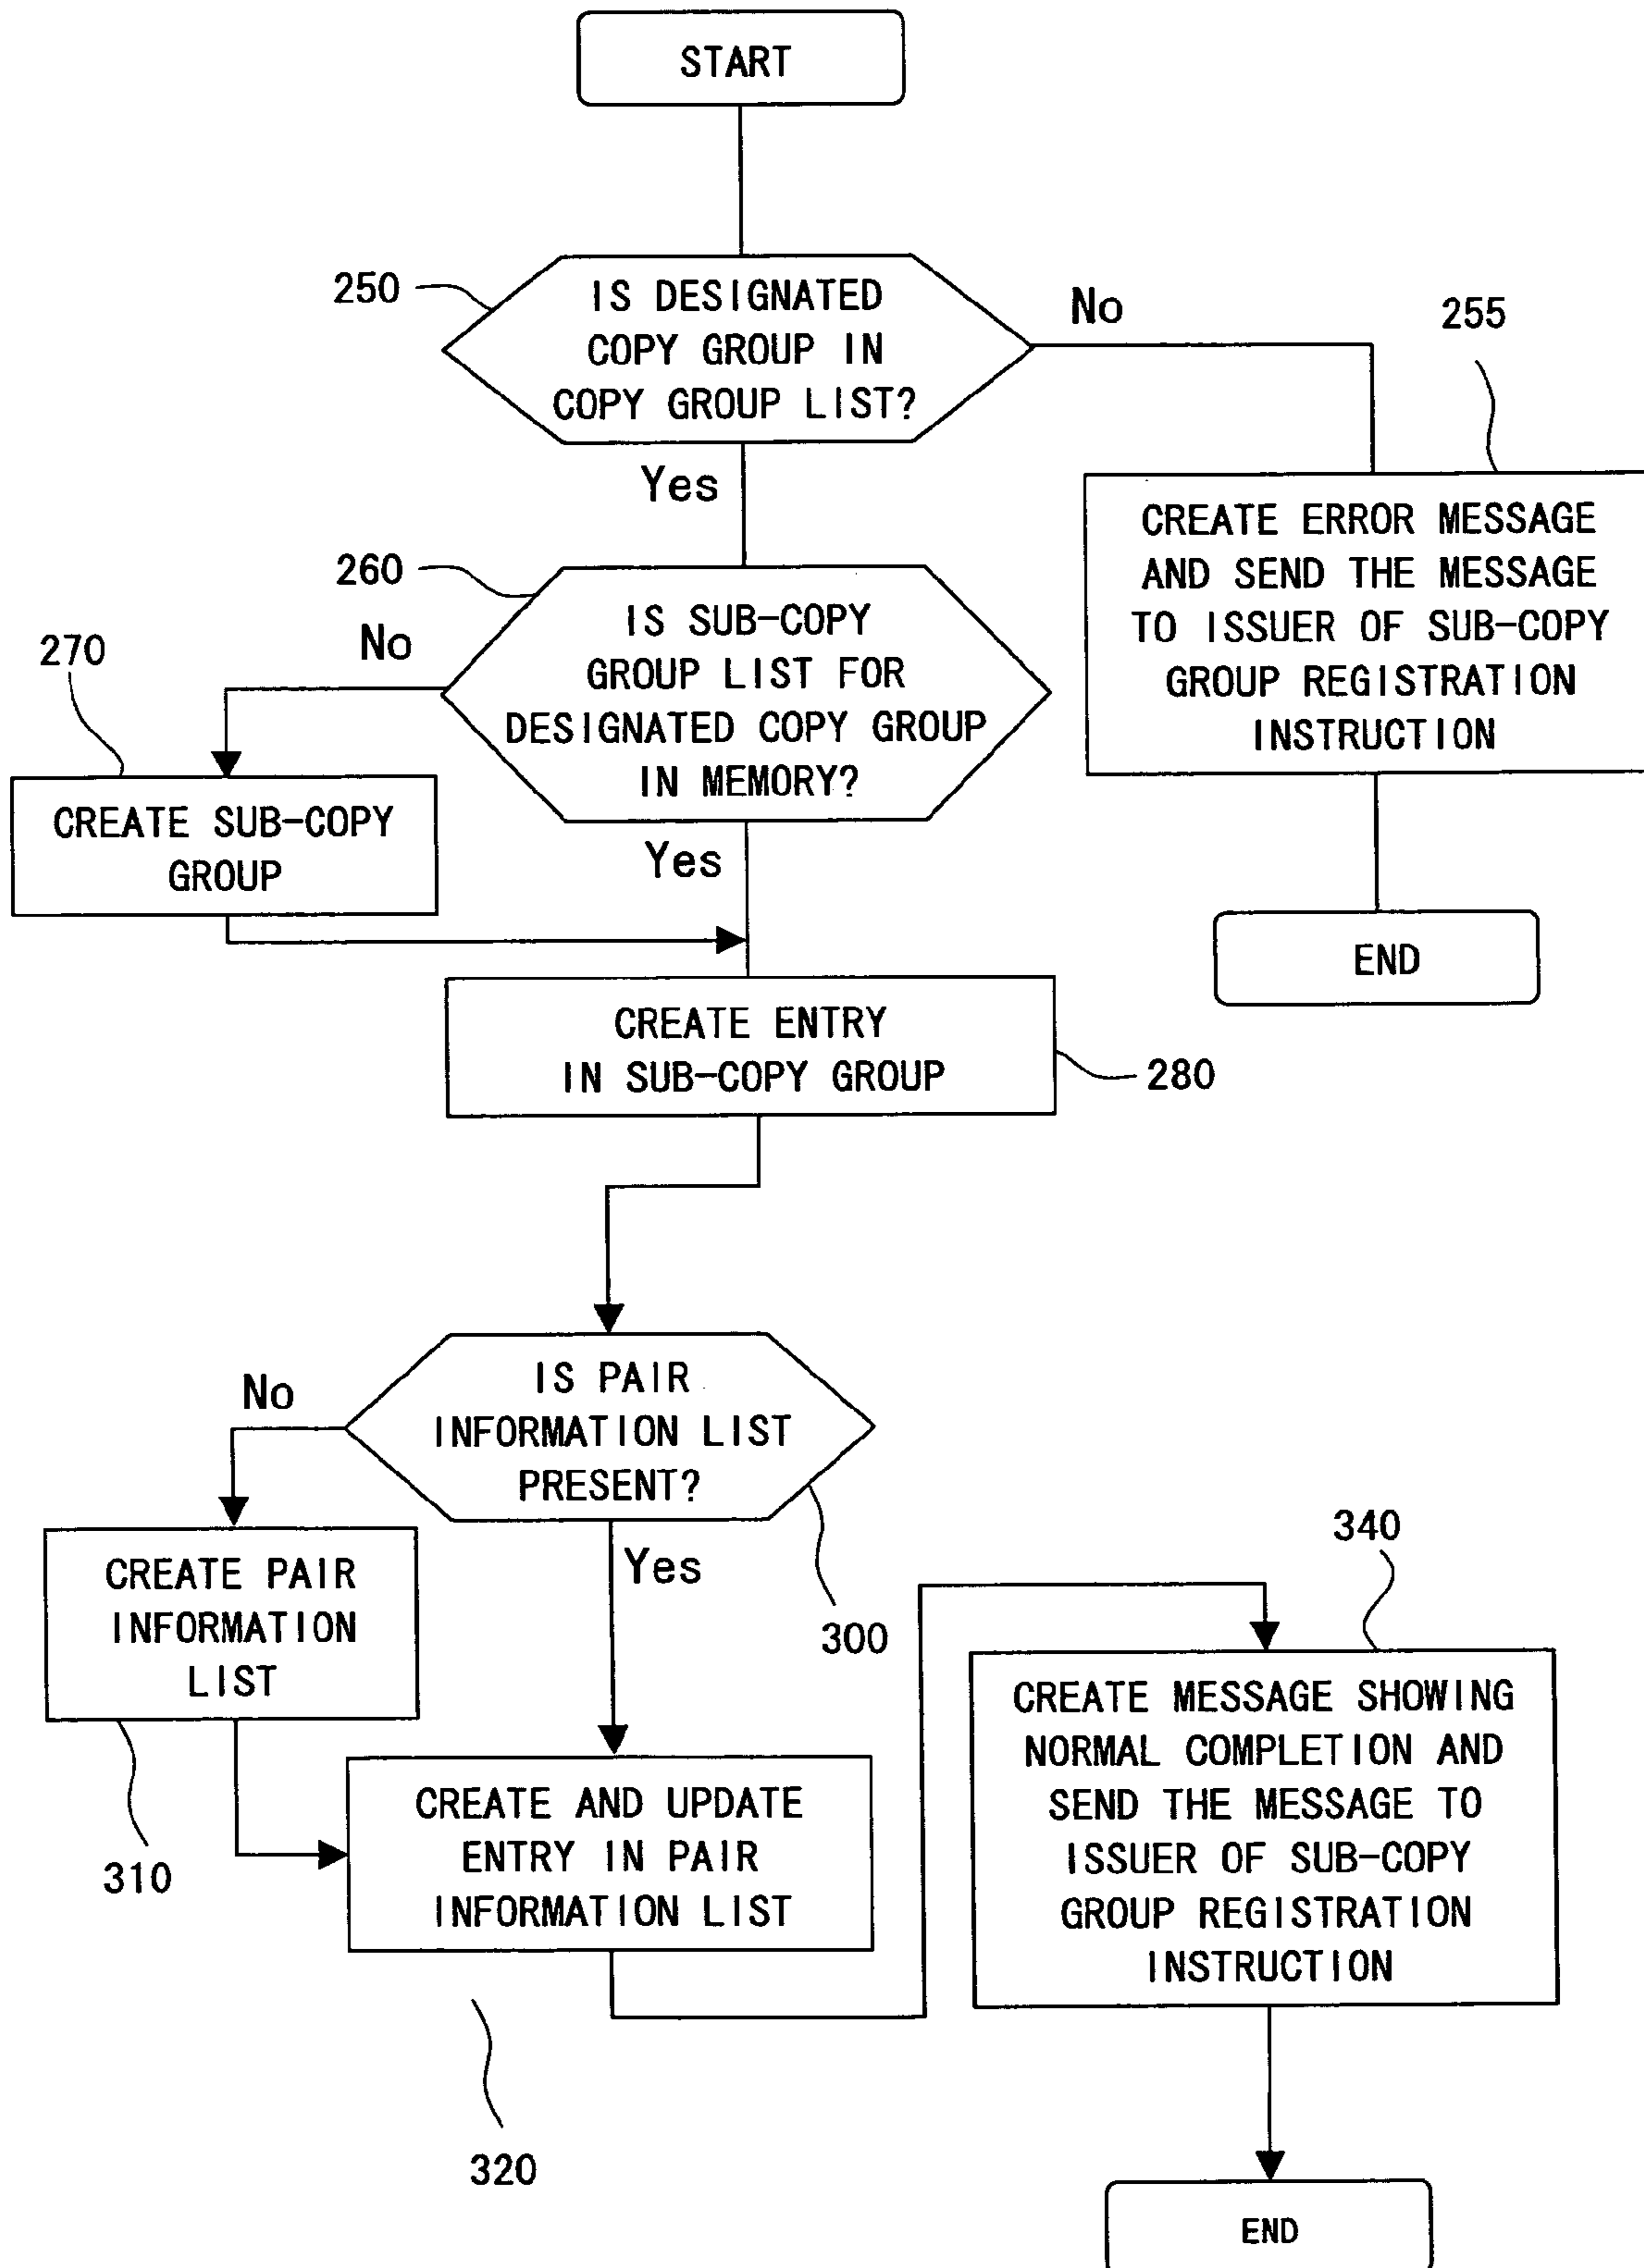 START
250
IS DESIGNATED
COPY GROUP IN
COPY GROUP LIST?
No
255
Yes
CREATE ERROR MESSAGE
AND SEND THE MESSAGE
TO ISSUER OF SUB-COPY
GROUP REGISTRATION
INSTRUCTION
END
260
IS SUB-COPY
GROUP LIST FOR
DESIGNATED COPY GROUP
IN MEMORY?
No
270
CREATE SUB-COPY
GROUP
Yes
CREATE ENTRY
IN SUB-COPY GROUP
280
IS PAIR
INFORMATION LIST
PRESENT?
No
300
Yes
CREATE PAIR
INFORMATION
LIST
310
CREATE AND UPDATE
ENTRY IN PAIR
INFORMATION LIST
320
340
CREATE MESSAGE SHOWING
NORMAL COMPLETION AND
SEND THE MESSAGE TO
ISSUER OF SUB-COPY
GROUP REGISTRATION
INSTRUCTION
END